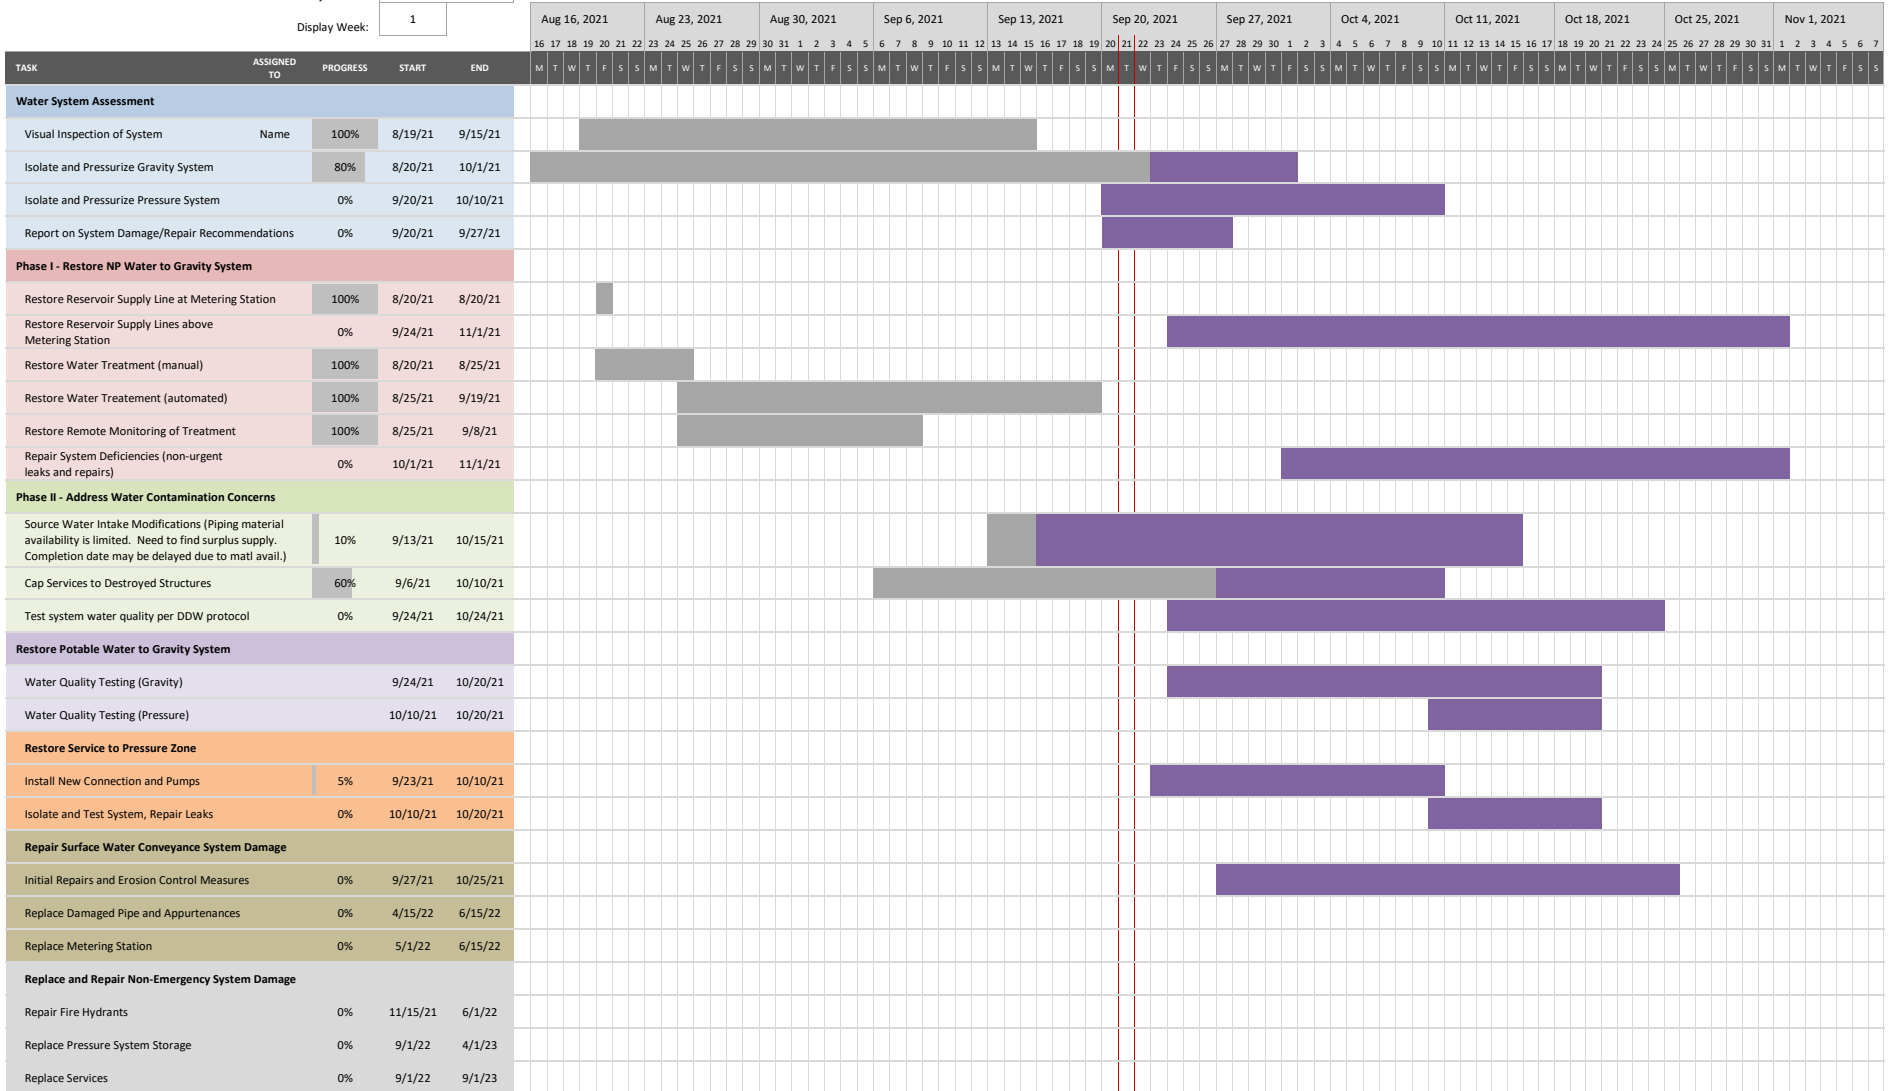 Display Week: 1
Aug 16, 2021 Aug 23, 2021 Aug 30, 2021 Sep 6, 2021 Sep 13, 2021 Sep 20, 2021 Sep 27, 2021 Oct 4, 2021 Oct 11, 2021 Oct 18, 2021 Oct 25, 2021 Nov 1, 2021
16 17 18 19 20 21 22 23 24 25 26 27 28 29 30 31 1 2 3 4 5 6 7 8 9 10 11 12 13 14 15 16 17 18 19 20 21 22 23 24 25 26 27 28 29 30 1 2 3 4 5 6 7 8 9 10 11 12 13 14 15 16 17 18 19 20 21 22 23 24 25 26 27 28 29 30 31 1 2 3 4 5 6 7
TASK ASSIGNED TO PROGRESS START END M T W T F S S M T W T F S S M T W T F S S M T W T F S S M T W T F S S M T W T F S S M T W T F S S M T W T F S S M T W T F S S M T W T F S S M T W T F S S M T W T F S S
Water System Assessment
Visual Inspection of System Name 100% 8/19/21 9/15/21
Isolate and Pressurize Gravity System 80% 8/20/21 10/1/21
Isolate and Pressurize Pressure System 0% 9/20/21 10/10/21
Report on System Damage/Repair Recommendations 0% 9/20/21 9/27/21
Phase I - Restore NP Water to Gravity System
Restore Reservoir Supply Line at Metering Station 100% 8/20/21 8/20/21
Restore Reservoir Supply Lines above
Metering Station 0% 9/24/21 11/1/21
Restore Water Treatment (manual) 100% 8/20/21 8/25/21
Restore Water Treatement (automated) 100% 8/25/21 9/19/21
Restore Remote Monitoring of Treatment 100% 8/25/21 9/8/21
Repair System Deficiencies (non-urgent
leaks and repairs) 0% 10/1/21 11/1/21
Phase II - Address Water Contamination Concerns
Source Water Intake Modifications (Piping material
availability is limited. Need to find surplus supply. 10% 9/13/21 10/15/21
Completion date may be delayed due to matl avail.)
Cap Services to Destroyed Structures 60% 9/6/21 10/10/21
Test system water quality per DDW protocol 0% 9/24/21 10/24/21
Restore Potable Water to Gravity System
Water Quality Testing (Gravity) 9/24/21 10/20/21
Water Quality Testing (Pressure) 10/10/21 10/20/21
Restore Service to Pressure Zone
Install New Connection and Pumps 5% 9/23/21 10/10/21
Isolate and Test System, Repair Leaks 0% 10/10/21 10/20/21
Repair Surface Water Conveyance System Damage
Initial Repairs and Erosion Control Measures 0% 9/27/21 10/25/21
Replace Damaged Pipe and Appurtenances 0% 4/15/22 6/15/22
Replace Metering Station 0% 5/1/22 6/15/22
Replace and Repair Non-Emergency System Damage
Repair Fire Hydrants 0% 11/15/21 6/1/22
Replace Pressure System Storage 0% 9/1/22 4/1/23
Replace Services 0% 9/1/22 9/1/23